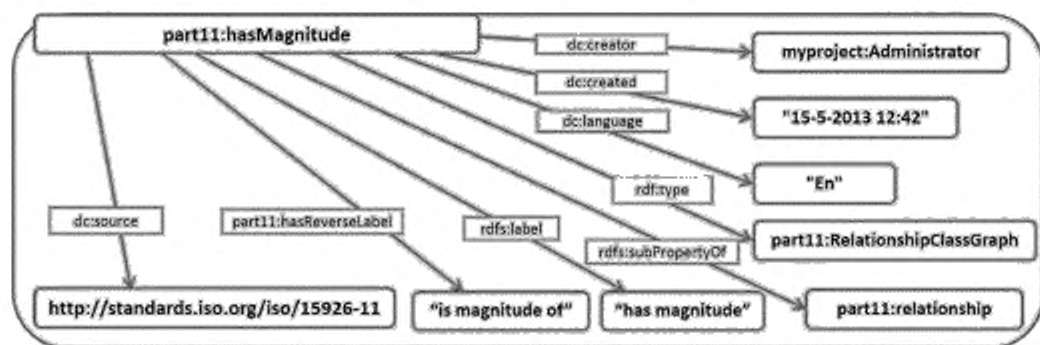 part11:hasMagnitude
dc:creator
myproject:Administrator
dc:created
"15-5-2013 12:42"
dc:language
"En"
rdf:type
part11:RelationshipClassGraph
dc:source
part11:hasReverseLabel
rdfs:label
rdfs:subPropertyOf
http://standards.iso.org/iso/15926-11
"is magnitude of"
"has magnitude"
part11:relationship